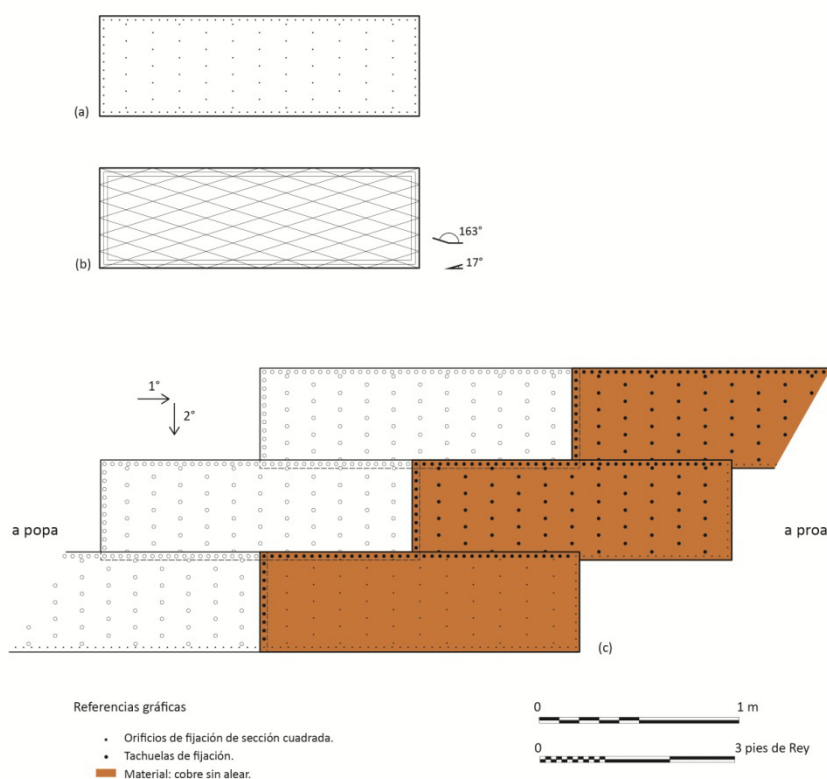 (a)
(b)
163°
17°
1°
2°
a popa
a proa
(c)
Referencias gráficas
Orificios de fijación de sección cuadrada.
Tachuelas de fijación.
Material: cobre sin alear.
0 1 m
0 3 pies de Rey